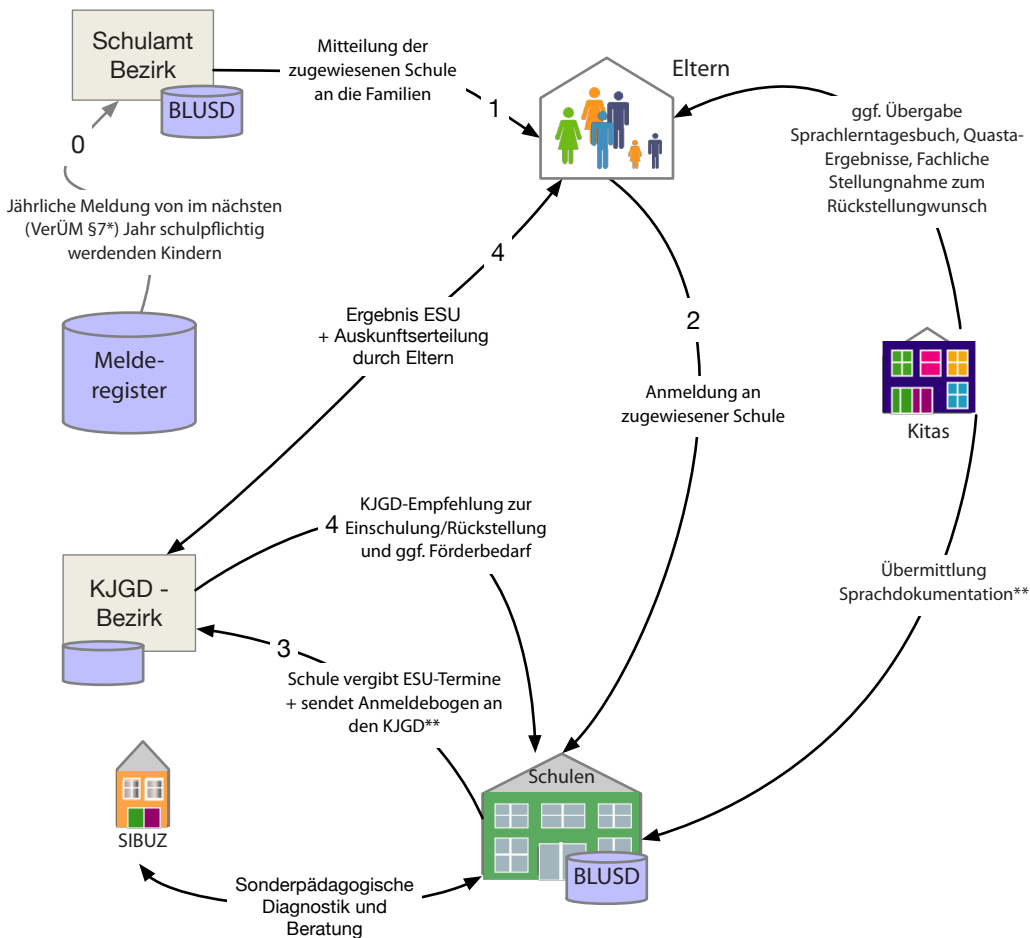 Schulamt
Bezirk
BLUSD
Mitteilung der
zugewiesenen Schule
an die Familien
1
Eltern
ggf. Übergabe
Sprachlerntagesbuch, Quasta-
Ergebnisse, Fachliche
Stellungnahme zum
Rückstellungwunsch
0
Jährliche Meldung von im nächsten
(VerÜM §7*) Jahr schulpflichtig
werdenden Kindern
4
Ergebnis ESU
+ Auskunftserteilung
durch Eltern
2
Melde-
register
Anmeldung an
zugewiesener Schule
Kitas
4
KJGD-Empfehlung zur
Einschulung/Rückstellung
und ggf. Förderbedarf
KJGD -
Bezirk
Übermittlung
Sprachdokumentation**
3
Schule vergibt ESU-Termine
+ sendet Anmeldebogen an
den KJGD**
Schulen
BLUSD
SIBUZ
Sonderpädagogische
Diagnostik und
Beratung